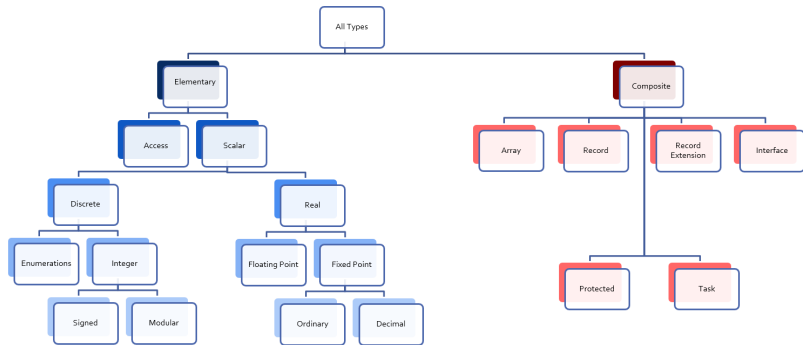 All Types
Elementary
Composite
Access
Scalar
Array
Record
Record
Extension
Interface
Discrete
Real
Enumerations
Integer
Floating Point
Fixed Point
Protected
Task
Signed
Modular
Ordinary
Decimal